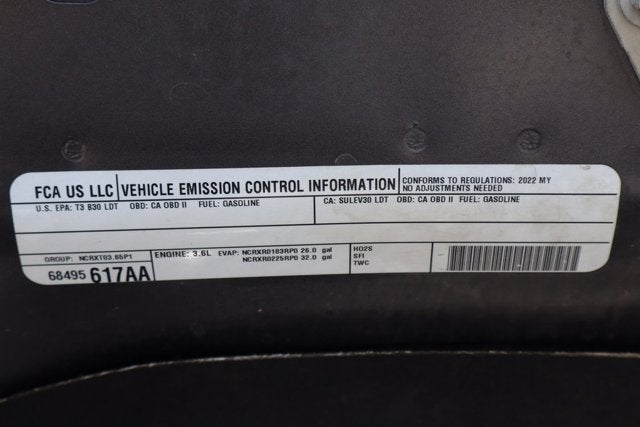 FCA US LLC VEHICLE EMISSION CONTROL INFORMATION CONFORMS TO REGULATIONS: 2022 MY
NO ADJUSTMENTS NEEDED
U.S. EPA: T3 B30 LDT OBD: CA OBD II FUEL: GASOLINE CA: SULEV30 LDT OBD: CA OBD II FUEL: GASOLINE
GROUP: NCRXT03.65P1 ENGINE: 3.6L EVAP: NCRXR0183RP0 26.0 gal HO2S
NCRXR0225RP0 32.0 gal SFI
68495 617AA TWC